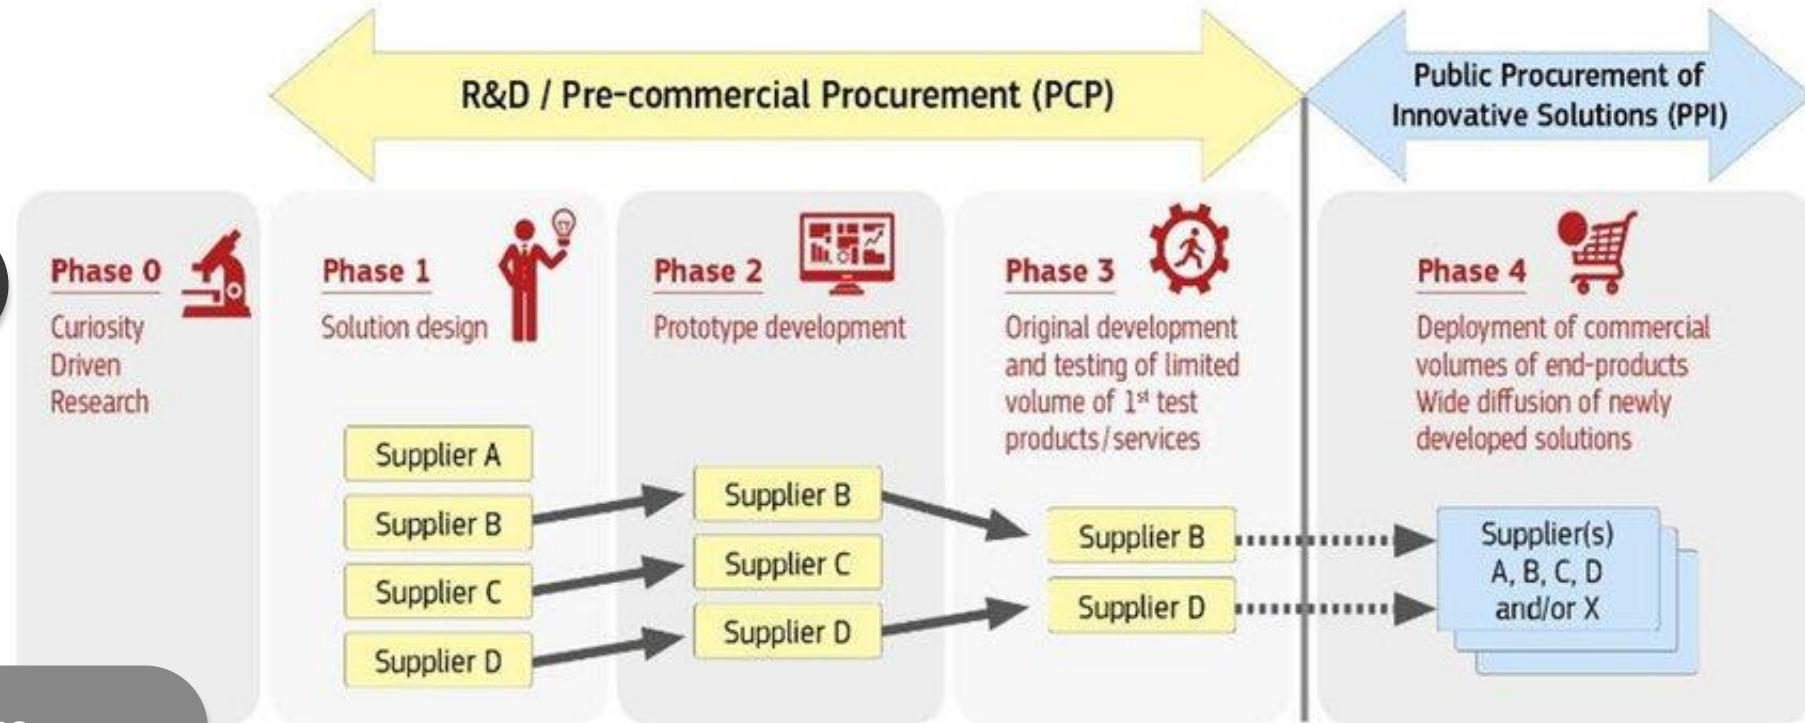 R&D / Pre-commercial Procurement (PCP)
Public Procurement of
Innovative Solutions (PPI)
Phase 0
Curiosity
Driven
Research
Phase 1
Solution design
Supplier A
Supplier B
Supplier C
Supplier D
Phase 2
Prototype development
Supplier B
Supplier C
Supplier D
Phase 3
Original development
and testing of limited
volume of 1st test
products/services
Supplier B
Supplier D
Phase 4
Deployment of commercial
volumes of end-products
Wide diffusion of newly
developed solutions
Supplier(s)
A, B, C, D
and/or X